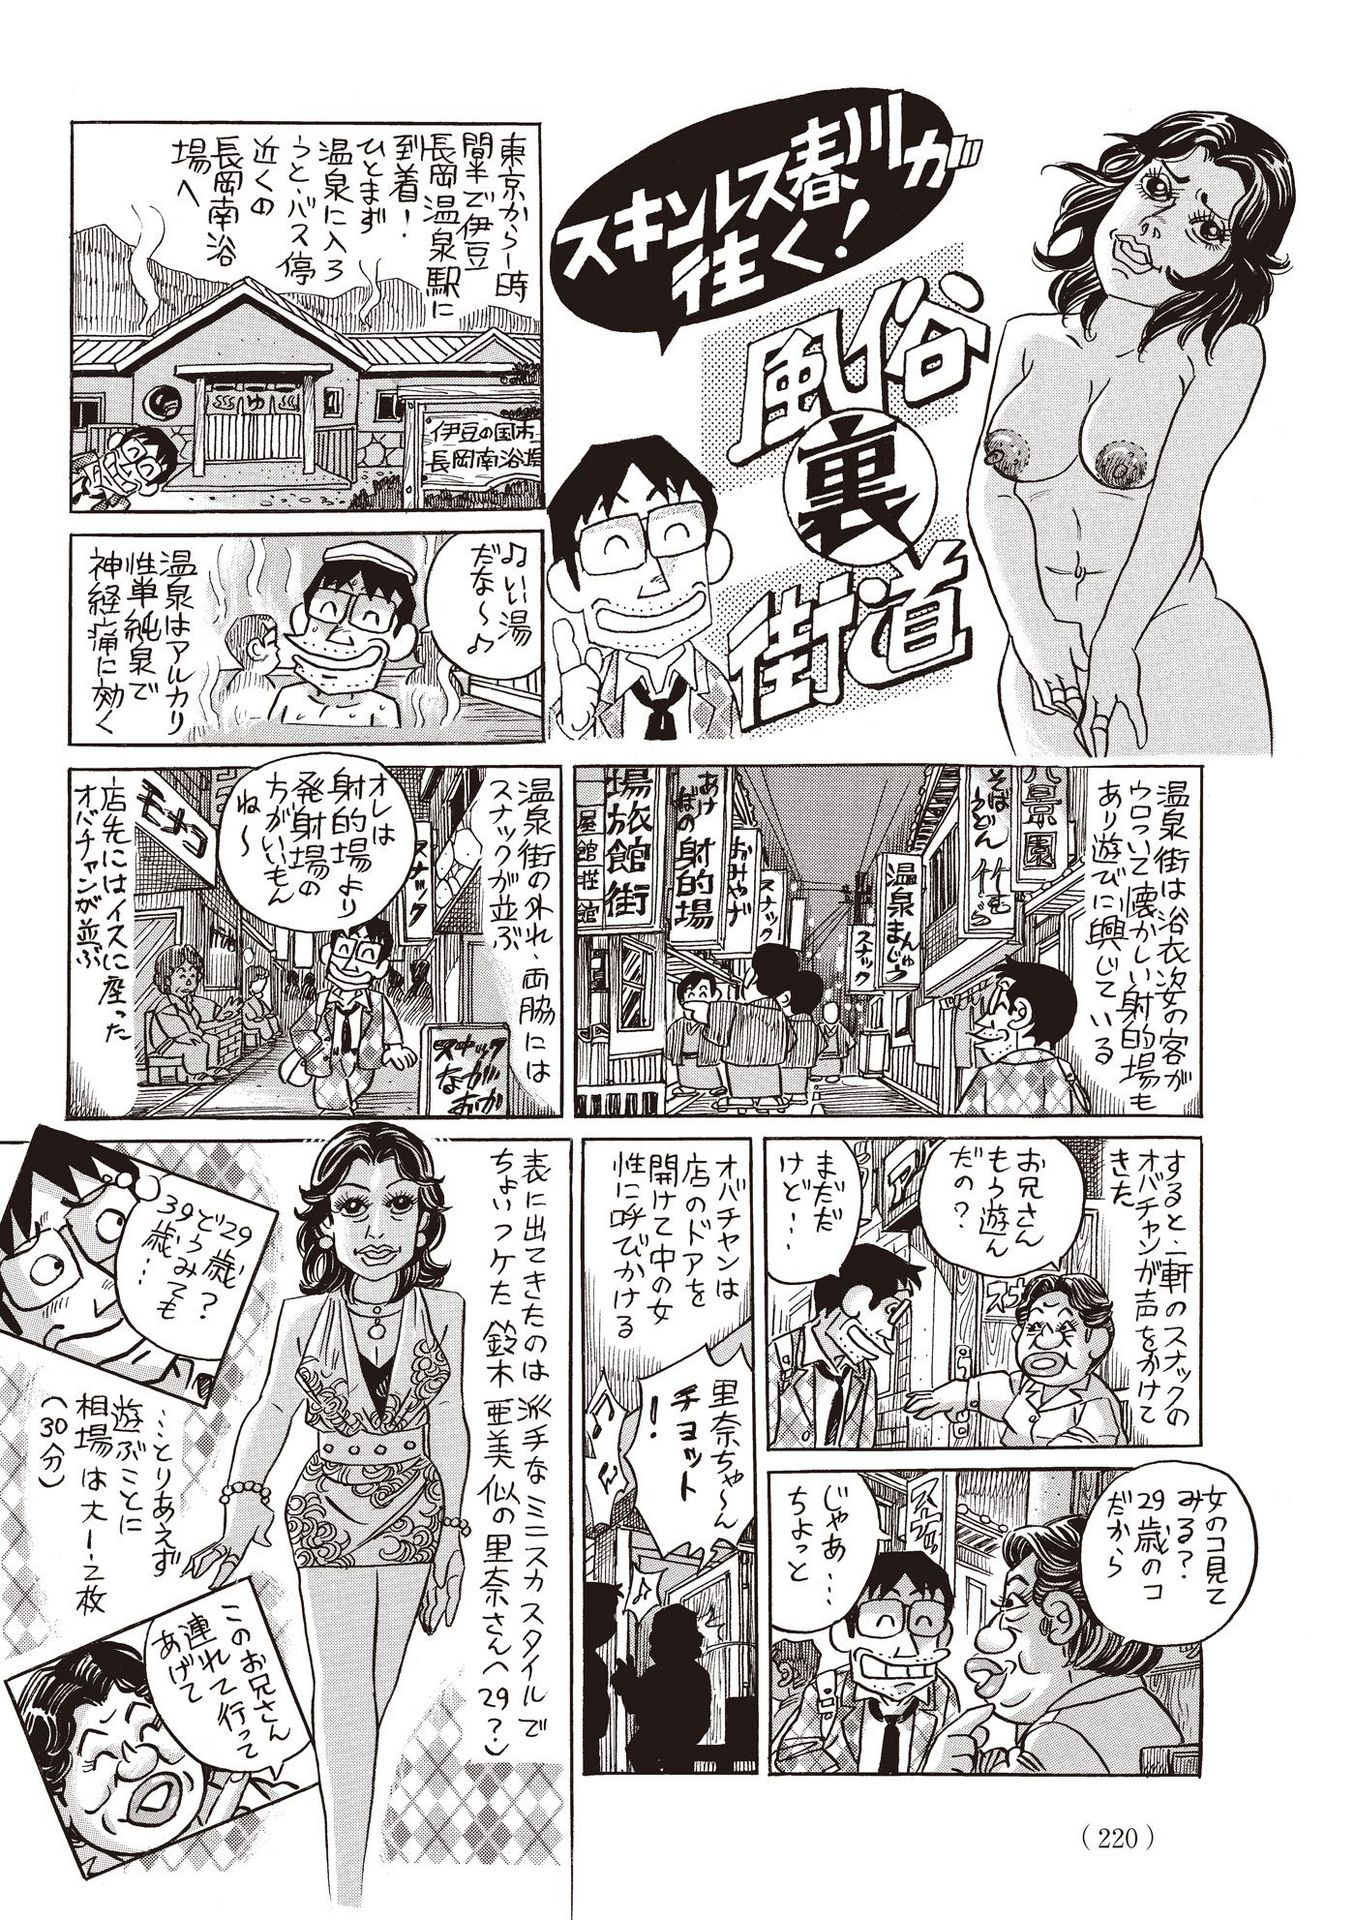 スキンレス春川が
往く!
風俗
裏
街道
東京から一時
間半で伊豆
長岡温泉駅に
到着!
ひとまず
温泉に入ろ
うと、バス停
近くの
長岡南浴
場へ
ゆ
伊豆の国市
長岡南浴場
♫いい湯
だな〜♪
温泉はアルカリ
性単純泉で
神経痛に効く
温泉街は浴衣姿の客が
ウロついて懐かしい射的場も
あり遊びに興じている
八景園
そば
うどん
温泉まんじゅう
スナック
スナック
おみやげ
あけ
ぼの射的場
場旅館街
屋館荘館
温泉街の外れ、両脇には
スナックが並ぶ
オレは
射的場より
発射場の
方がいいもん
ね〜
スナック
モナコ
スナック
ながおか
店先にはイスに座った
オバチャンが並ぶ
すると、二軒のスナックの
オバチャンが声をかけて
きた
お兄さん
もう遊ん
だの?
まだだ
けど…
女のコ見て
みる?
29歳のコ
だから
じゃあ…
ちょっと
オバチャンは
店のドアを
開けて中の女
性に呼びかける
里奈ちゃ〜ん
チョット
!
表に出てきたのは派手なミニスカスタイルで
ちょいフケた鈴木亜美似の里奈さん(29?)
29歳?
どうみても
39歳…
…とりあえず
遊ぶことに
相場は大一、二枚
(30分)
このお兄さん
連れて行って
あげて
(220)